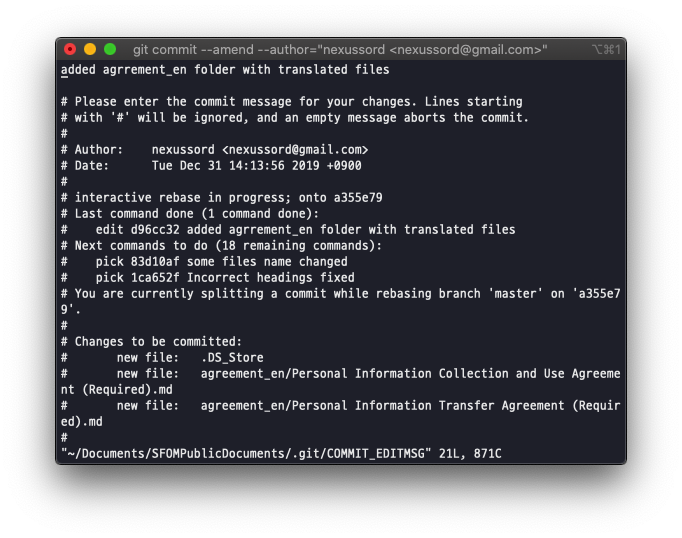 git commit --amend --author="nexussord <nexussord@gmail.com>"
⌥⌘1
added agrrement_en folder with translated files
# Please enter the commit message for your changes. Lines starting
# with '#' will be ignored, and an empty message aborts the commit.
#
# Author:    nexussord <nexussord@gmail.com>
# Date:      Tue Dec 31 14:13:56 2019 +0900
#
# interactive rebase in progress; onto a355e79
# Last command done (1 command done):
#    edit d96cc32 added agrrement_en folder with translated files
# Next commands to do (18 remaining commands):
#    pick 83d10af some files name changed
#    pick 1ca652f Incorrect headings fixed
# You are currently splitting a commit while rebasing branch 'master' on 'a355e7
9'.
#
# Changes to be committed:
#       new file:   .DS_Store
#       new file:   agreement_en/Personal Information Collection and Use Agreeme
nt (Required).md
#       new file:   agreement_en/Personal Information Transfer Agreement (Requir
ed).md
#
"~/Documents/SFOMPublicDocuments/.git/COMMIT_EDITMSG" 21L, 871C